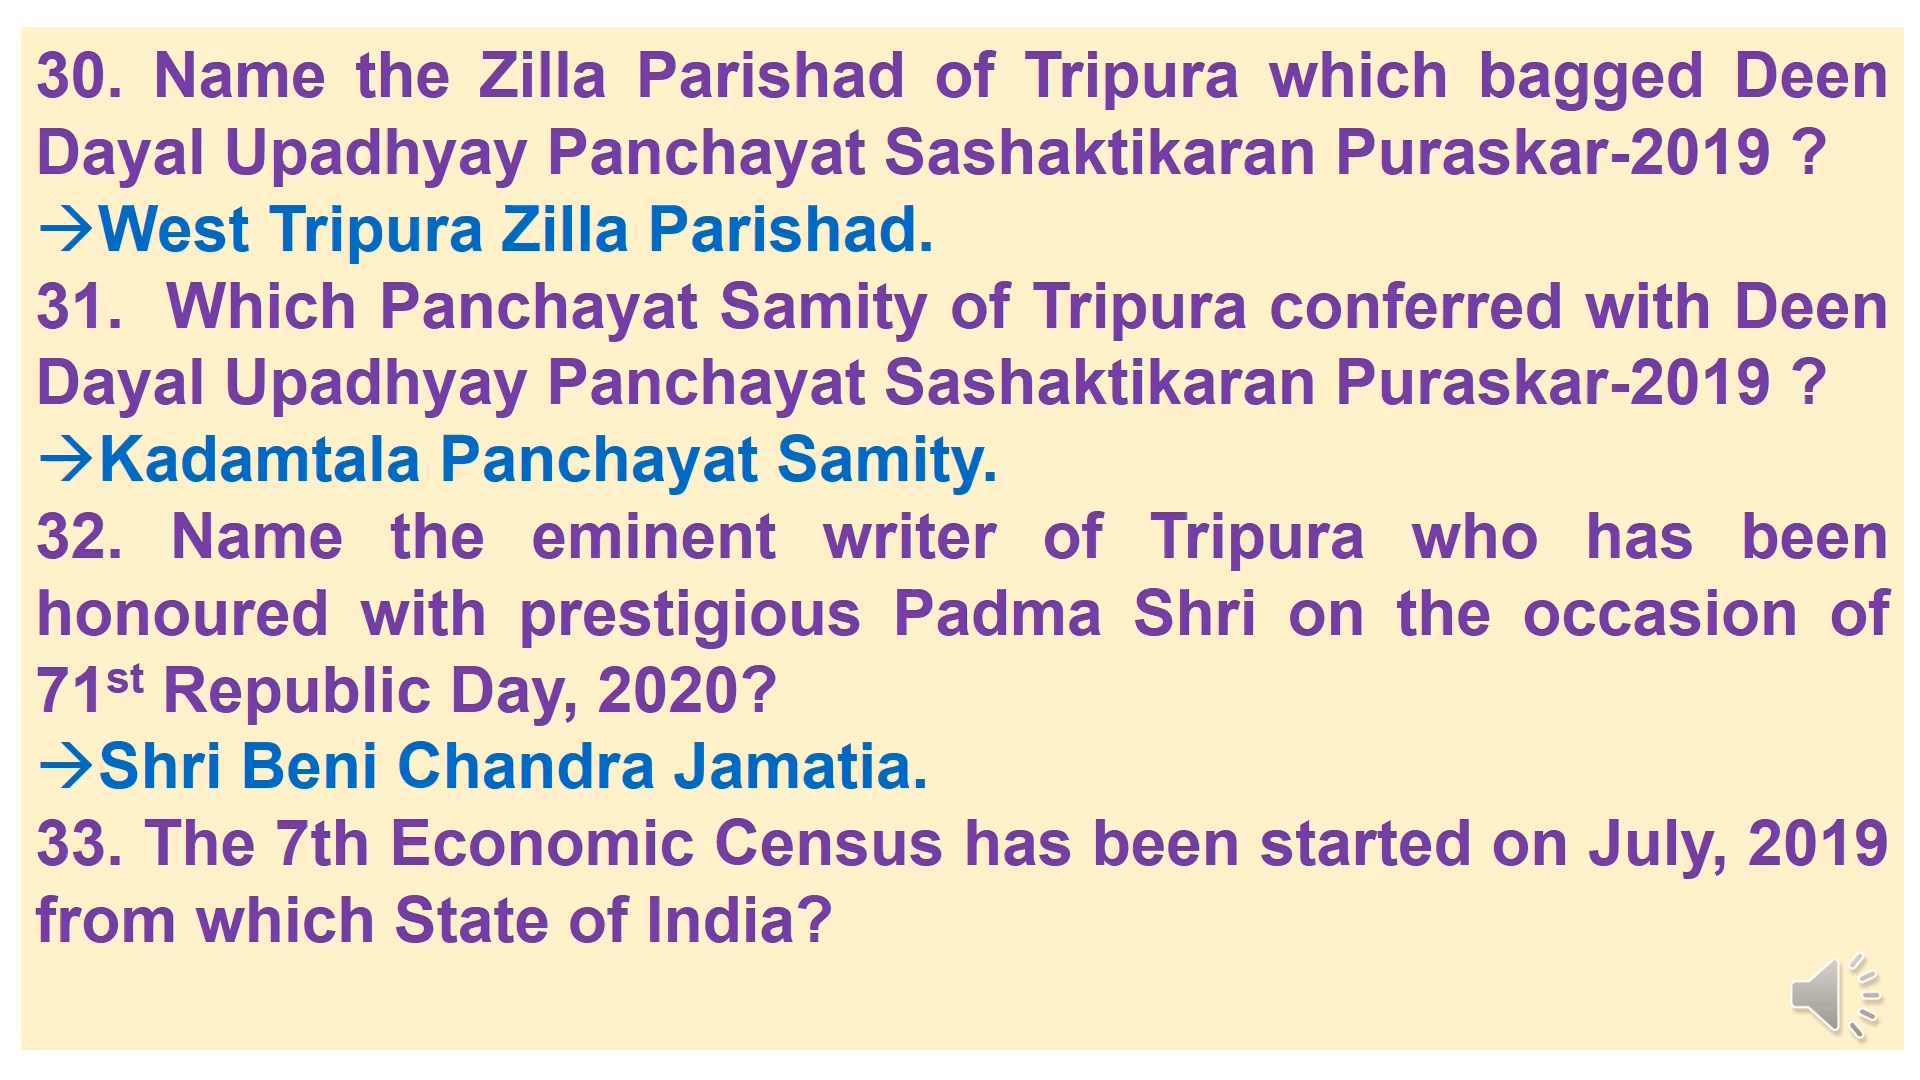 30. Name the Zilla Parishad of Tripura which bagged Deen
Dayal Upadhyay Panchayat Sashaktikaran Puraskar-2019 ?
→West Tripura Zilla Parishad.
31. Which Panchayat Samity of Tripura conferred with Deen
Dayal Upadhyay Panchayat Sashaktikaran Puraskar-2019 ?
→Kadamtala Panchayat Samity.
32. Name the eminent writer of Tripura who has been
honoured with prestigious Padma Shri on the occasion of
71st Republic Day, 2020?
→Shri Beni Chandra Jamatia.
33. The 7th Economic Census has been started on July, 2019
from which State of India?